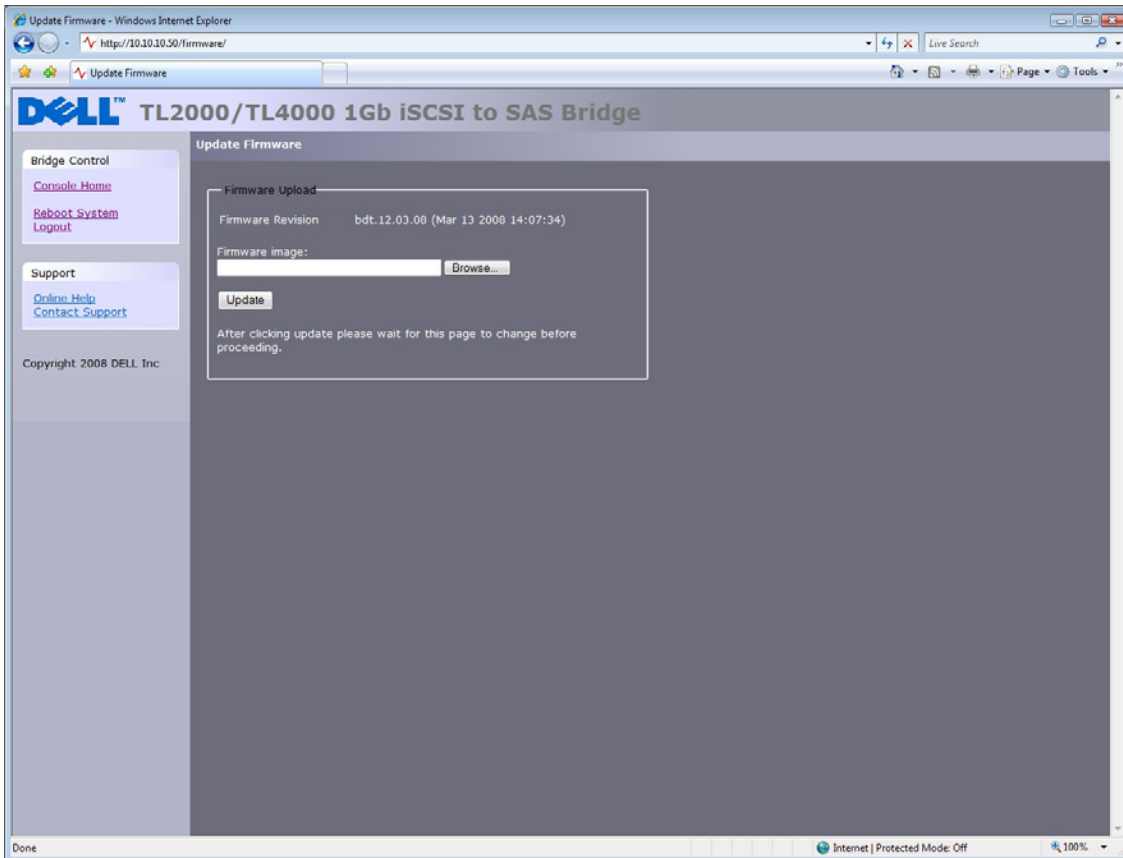 Update Firmware - Windows Internet Explorer
http://10.10.10.50/firmware/
Live Search
Update Firmware
Page
Tools
DELL™ TL2000/TL4000 1Gb iSCSI to SAS Bridge
Update Firmware
Bridge Control
Console Home
Reboot System
Logout
Support
Online Help
Contact Support
Copyright 2008 DELL Inc
Firmware Upload
Firmware Revision bdt.12.03.08 (Mar 13 2008 14:07:34)
Firmware image:
Browse...
Update
After clicking update please wait for this page to change before
proceeding.
Done
Internet | Protected Mode: Off
100%